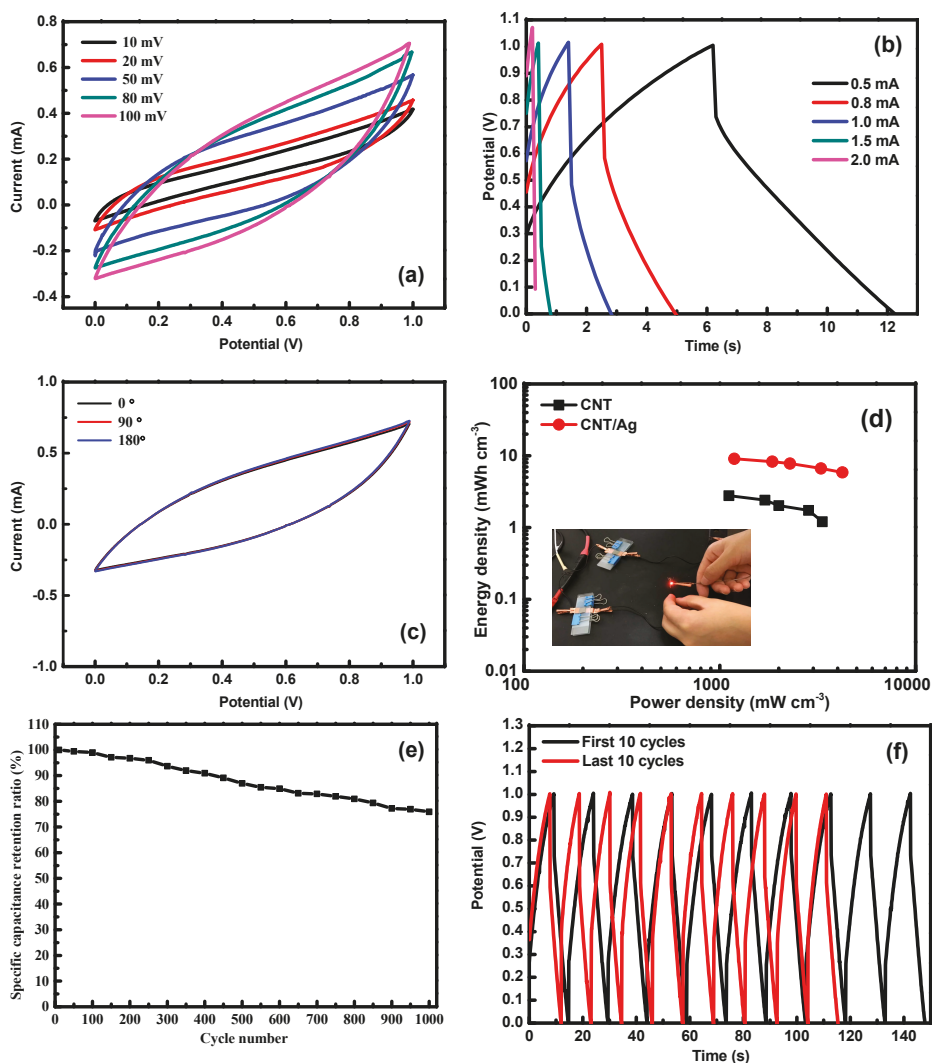 0.8
0.6
0.4
0.2
0.0
-0.2
-0.4
Current (mA)
10 mV
20 mV
50 mV
80 mV
100 mV
(a)
0.0 0.2 0.4 0.6 0.8 1.0
Potential (V)
1.1
1.0
0.9
0.8
0.7
0.6
0.5
0.4
0.3
0.2
0.1
0.0
Potential (V)
(b)
0.5 mA
0.8 mA
1.0 mA
1.5 mA
2.0 mA
0 2 4 6 8 10 12
Time (s)
1.0
0.5
0.0
-0.5
-1.0
Current (mA)
0 °
90 °
180°
(c)
0.0 0.2 0.4 0.6 0.8 1.0
Potential (V)
100
10
1
0.1
0.01
Energy density (mWh cm⁻³)
CNT
CNT/Ag
(d)
100 1000 10000
Power density (mW cm⁻³)
110
100
90
80
70
60
50
40
30
20
10
0
Specific capacitance retention ratio (%)
(e)
0 100 200 300 400 500 600 700 800 900 1000
Cycle number
1.3
1.2
1.1
1.0
0.9
0.8
0.7
0.6
0.5
0.4
0.3
0.2
0.1
0.0
Potential (V)
First 10 cycles
Last 10 cycles
(f)
0 20 40 60 80 100 120 140
Time (s)